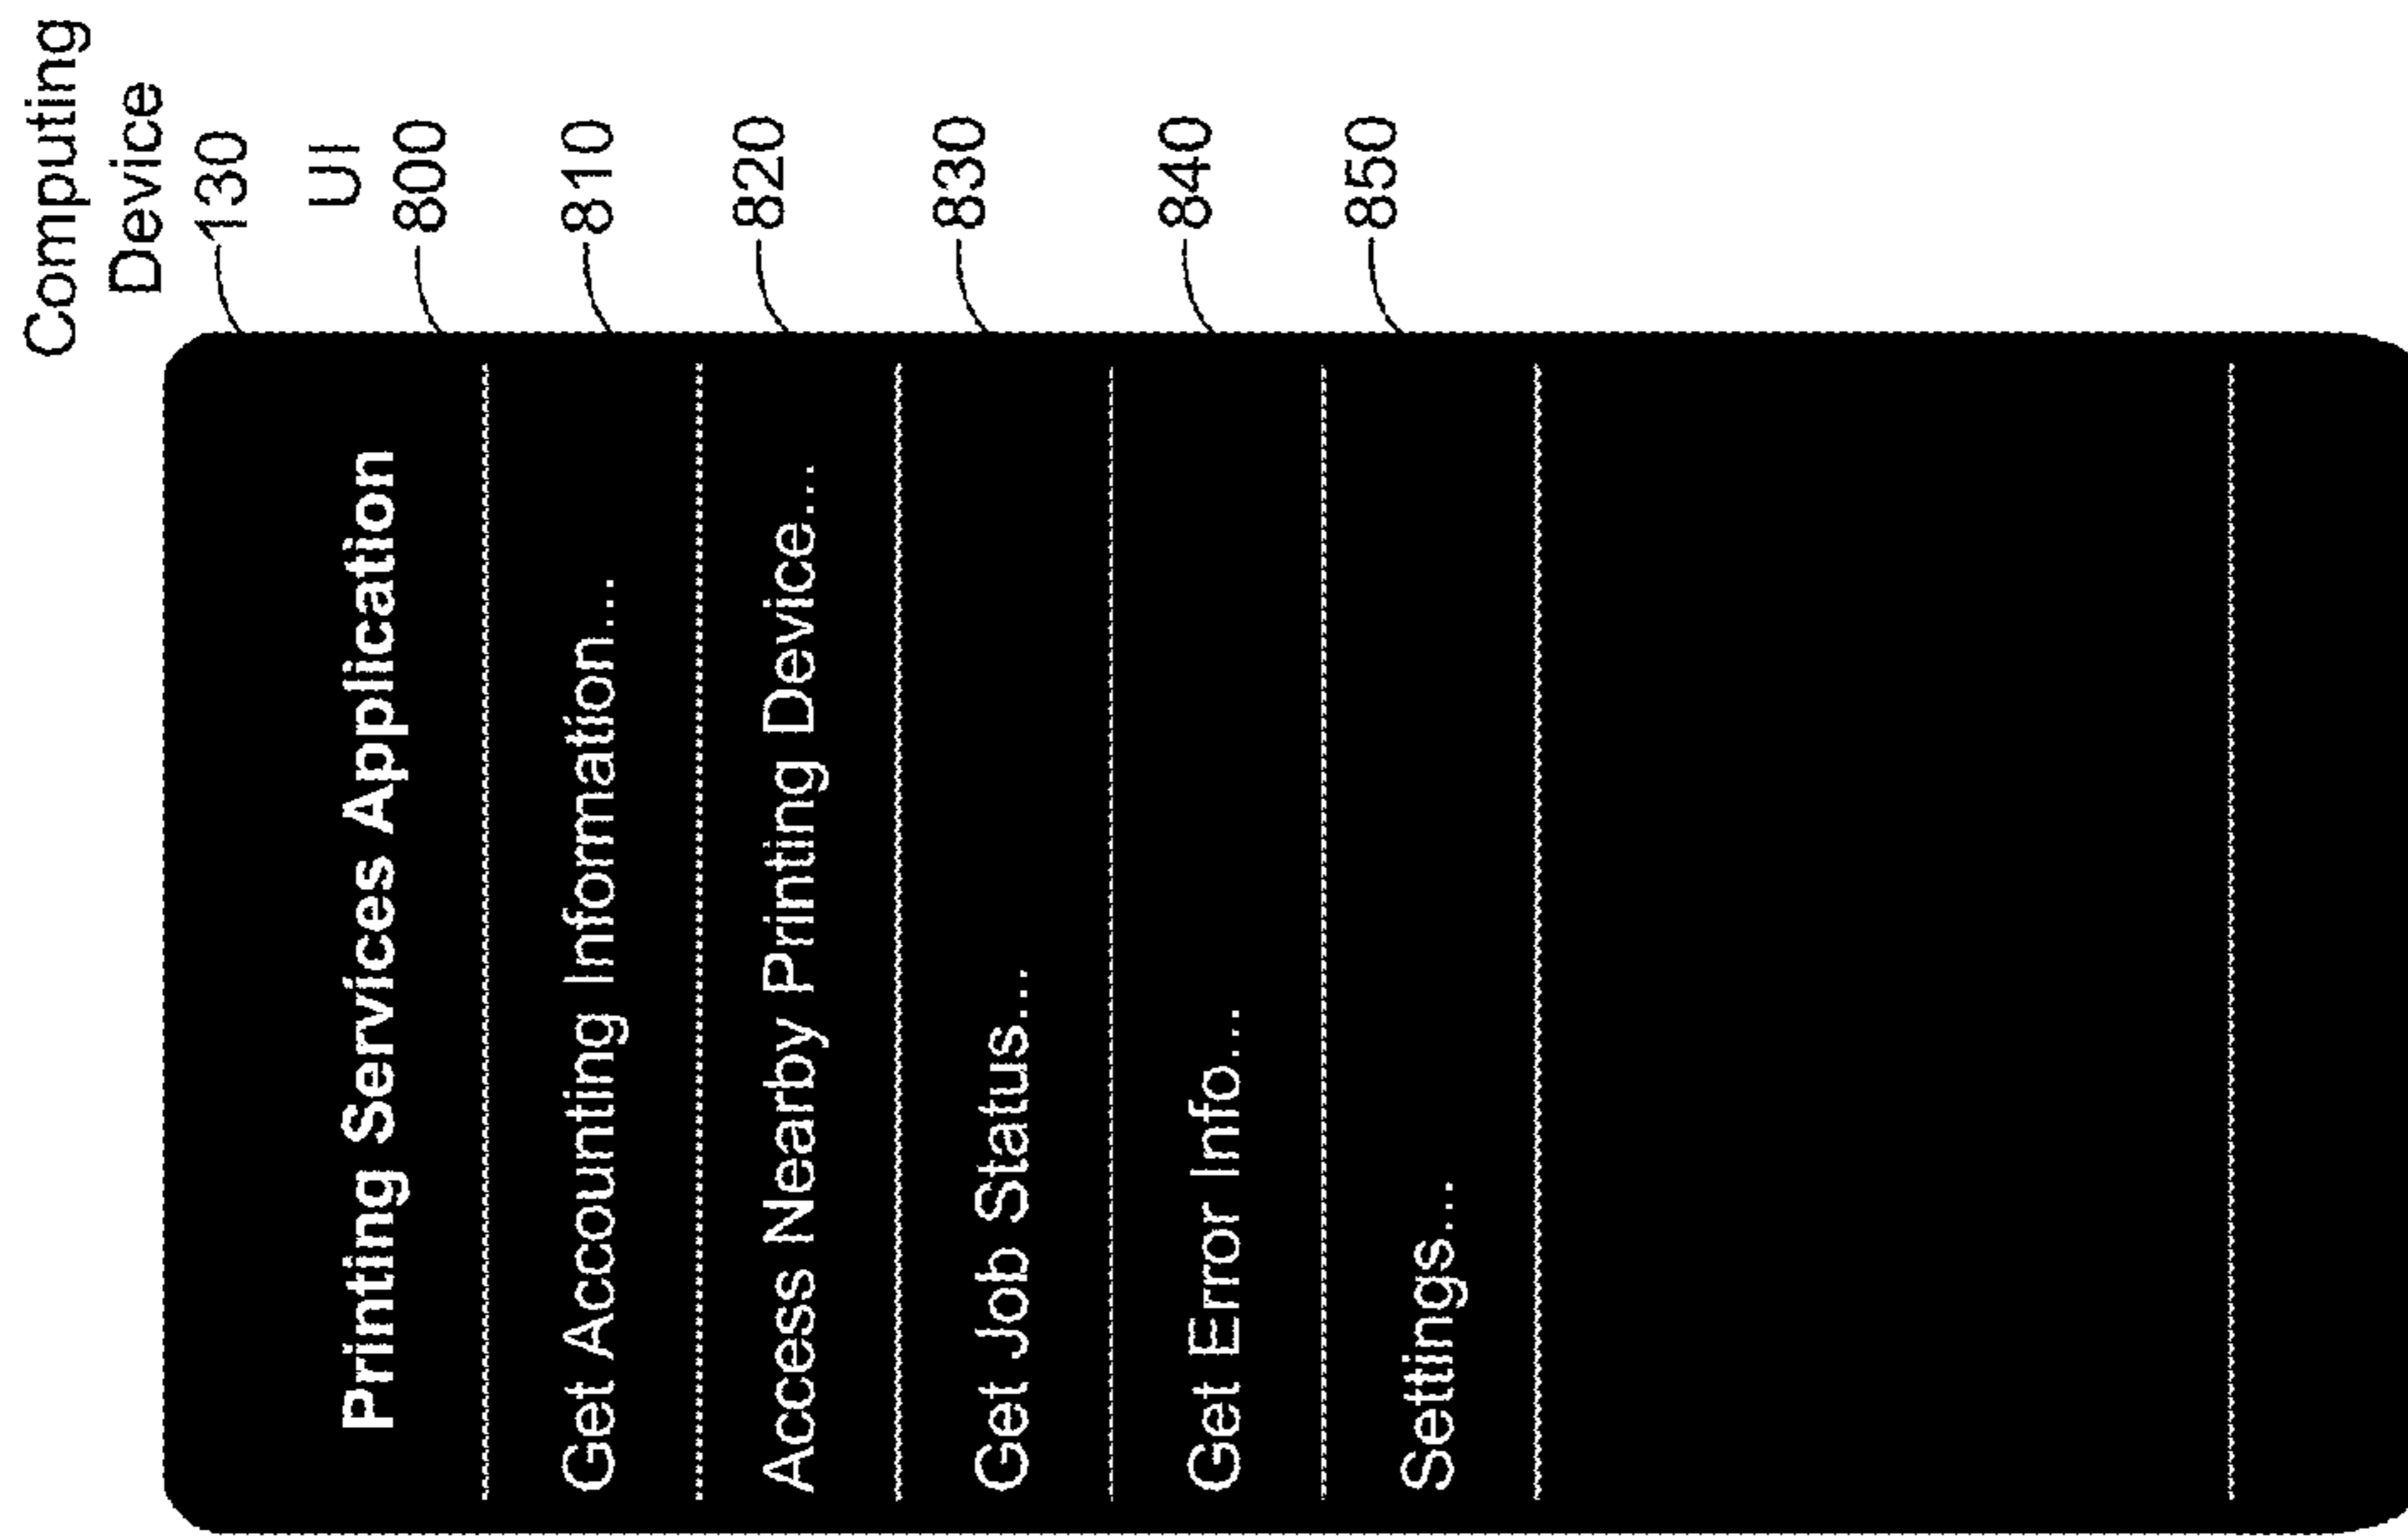 Computing
Device
130
UI
800
810
820
830
840
850
Printing Services Application
Get Accounting Information...
Access Nearby Printing Device...
Get Job Status...
Get Error Info...
Settings...